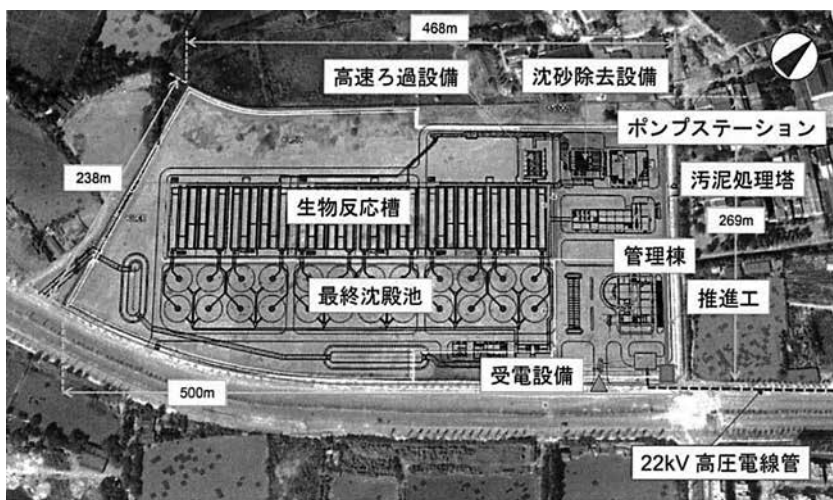 468m
高速ろ過設備
沈砂除去設備
ポンプステーション
238m
汚泥処理塔
生物反応槽
269m
管理棟
最終沈殿池
推進工
受電設備
500m
22kV 高圧電線管